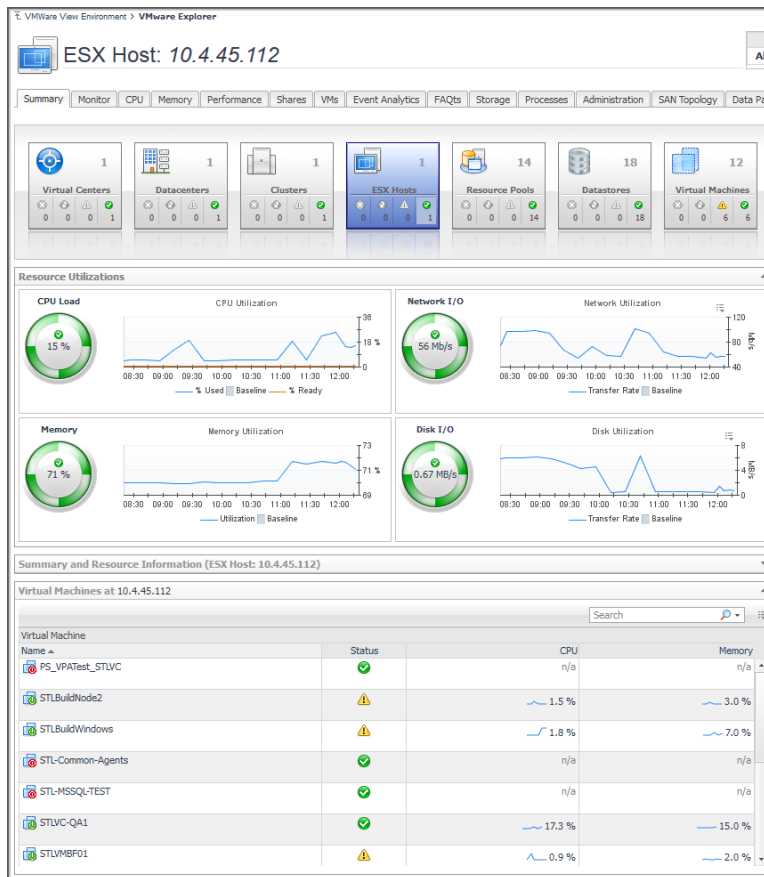 VMWare View Environment > VMware Explorer
ESX Host: 10.4.45.112
Summary Monitor CPU Memory Performance Shares VMs Event Analytics FAQts Storage Processes Administration SAN Topology
1 1 1 1 14 18 12
Virtual Centers Datacenters Clusters ESX Hosts Resource Pools Datastores Virtual Machines
0 0 0 1 0 0 0 1 0 0 0 1 0 0 0 1 0 0 0 14 0 0 0 18 0 0 6 6
Resource Utilizations
CPU Load
15 %
CPU Utilization
36
18 %
0
08:30 09:00 09:30 10:00 10:30 11:00 11:30 12:00
% Used Baseline % Ready
Network I/O
56 Mb/s
Network Utilization
120
80
40
Mb/s
08:30 09:00 09:30 10:00 10:30 11:00 11:30 12:00
Transfer Rate Baseline
Memory
71 %
Memory Utilization
73
71 %
69
08:30 09:00 09:30 10:00 10:30 11:00 11:30 12:00
Utilization Baseline
Disk I/O
0.67 MB/s
Disk Utilization
8
4
0
MB/s
08:30 09:00 09:30 10:00 10:30 11:00 11:30 12:00
Transfer Rate Baseline
Summary and Resource Information (ESX Host: 10.4.45.112)
Virtual Machines at 10.4.45.112
Search
Virtual Machine
Name Status CPU Memory
PS_VPATest_STLVC n/a n/a
STLBuildNode2 1.5 % 3.0 %
STLBuildWindows 1.8 % 7.0 %
STL-Common-Agents n/a n/a
STL-MSSQL-TEST n/a n/a
STLVC-QA1 17.3 % 15.0 %
STLVMBF01 0.9 % 2.0 %